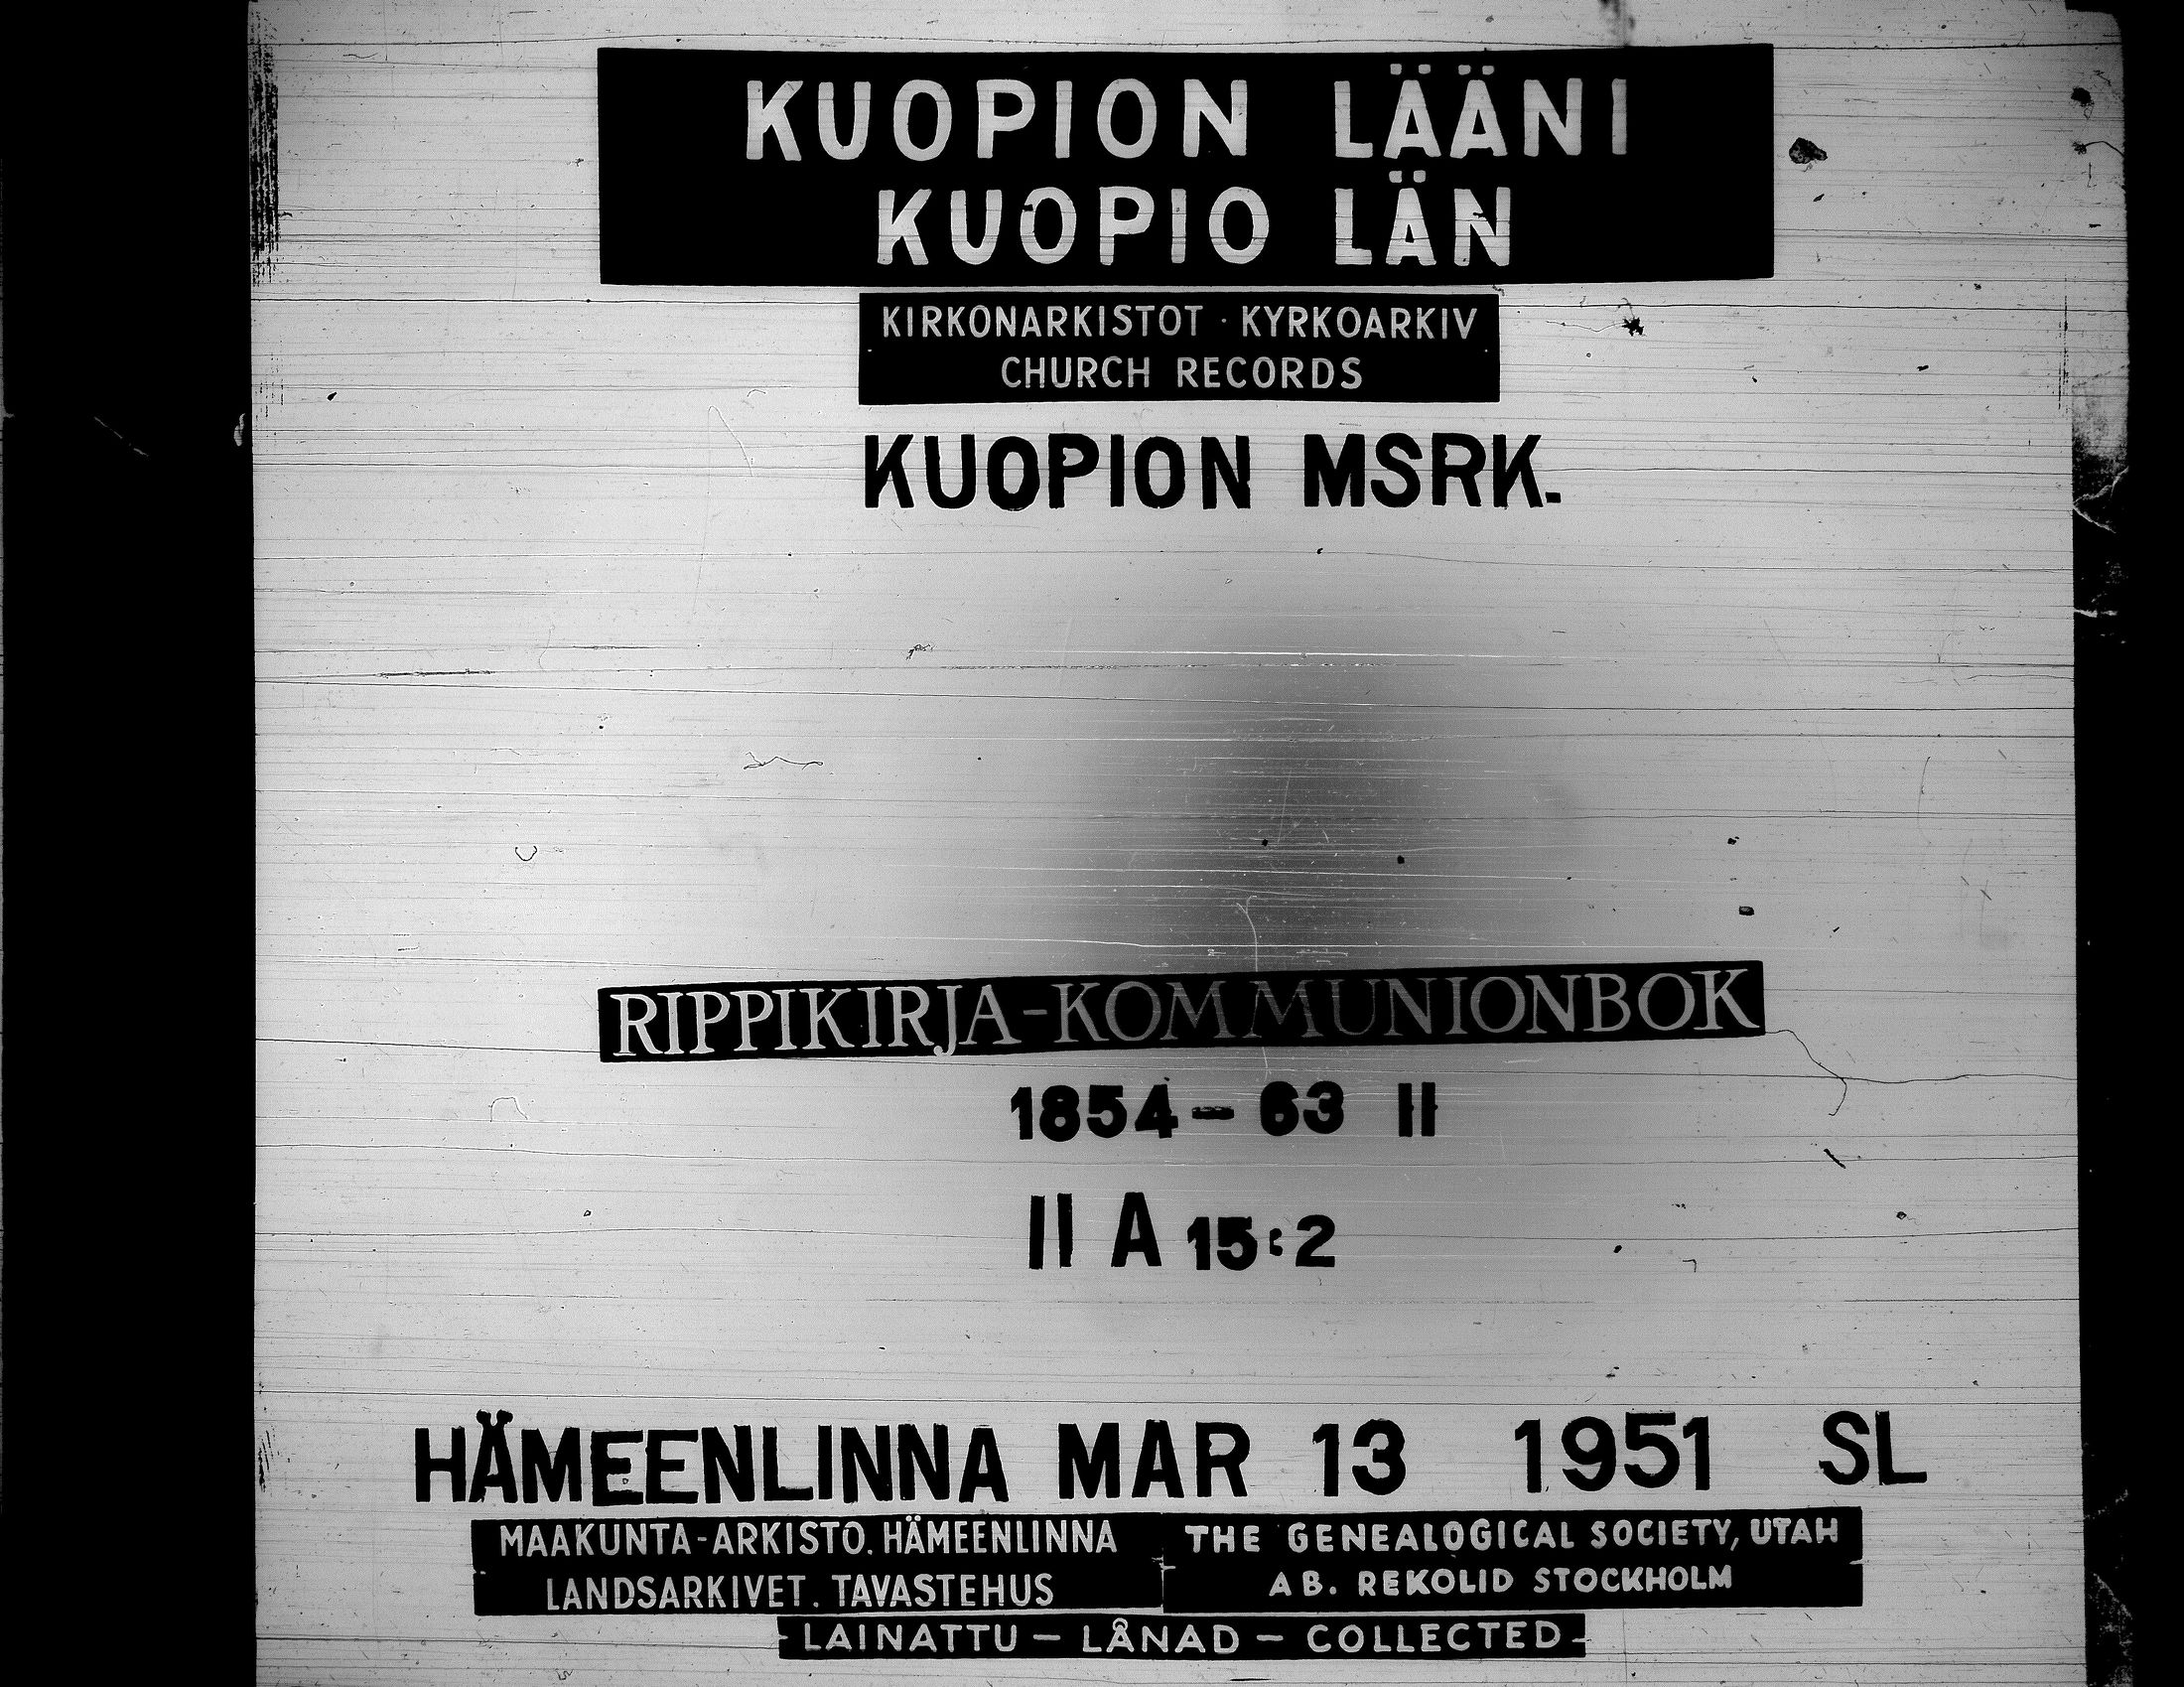 KUOPION LÄÄNI
KUOPIO LÄN
KIRKONARKISTOT · KYRKOARKIV
CHURCH RECORDS
KUOPION MSRK.
RIPPIKIRJA-KOMMUNIONBOK
1854-63 II
II A 15:2
HÄMEENLINNA MAR 13 1951 SL
MAAKUNTA-ARKISTO. HÄMEENLINNA
LANDSARKIVET. TAVASTEHUS
THE GENEALOGICAL SOCIETY, UTAH
AB. REKOLID STOCKHOLM
LAINATTU - LÅNAD - COLLECTED